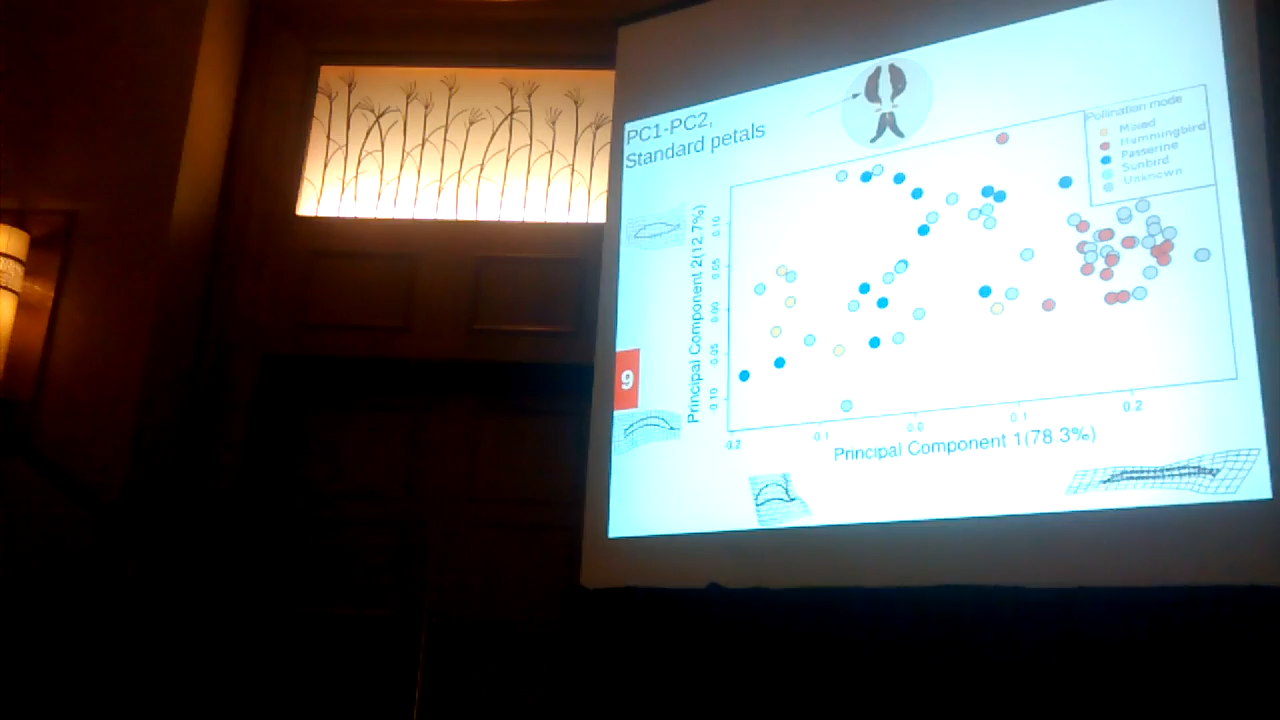 PC1-PC2,
Standard petals
Pollination mode
Mixed
Hummingbird
Passerine
Sunbird
Unknown
Principal Component 2(12.7%)
0.10
0.05
0.00
-0.05
0.10
9
-0.2
-0.1
0.0
0.1
0.2
Principal Component 1(78.3%)